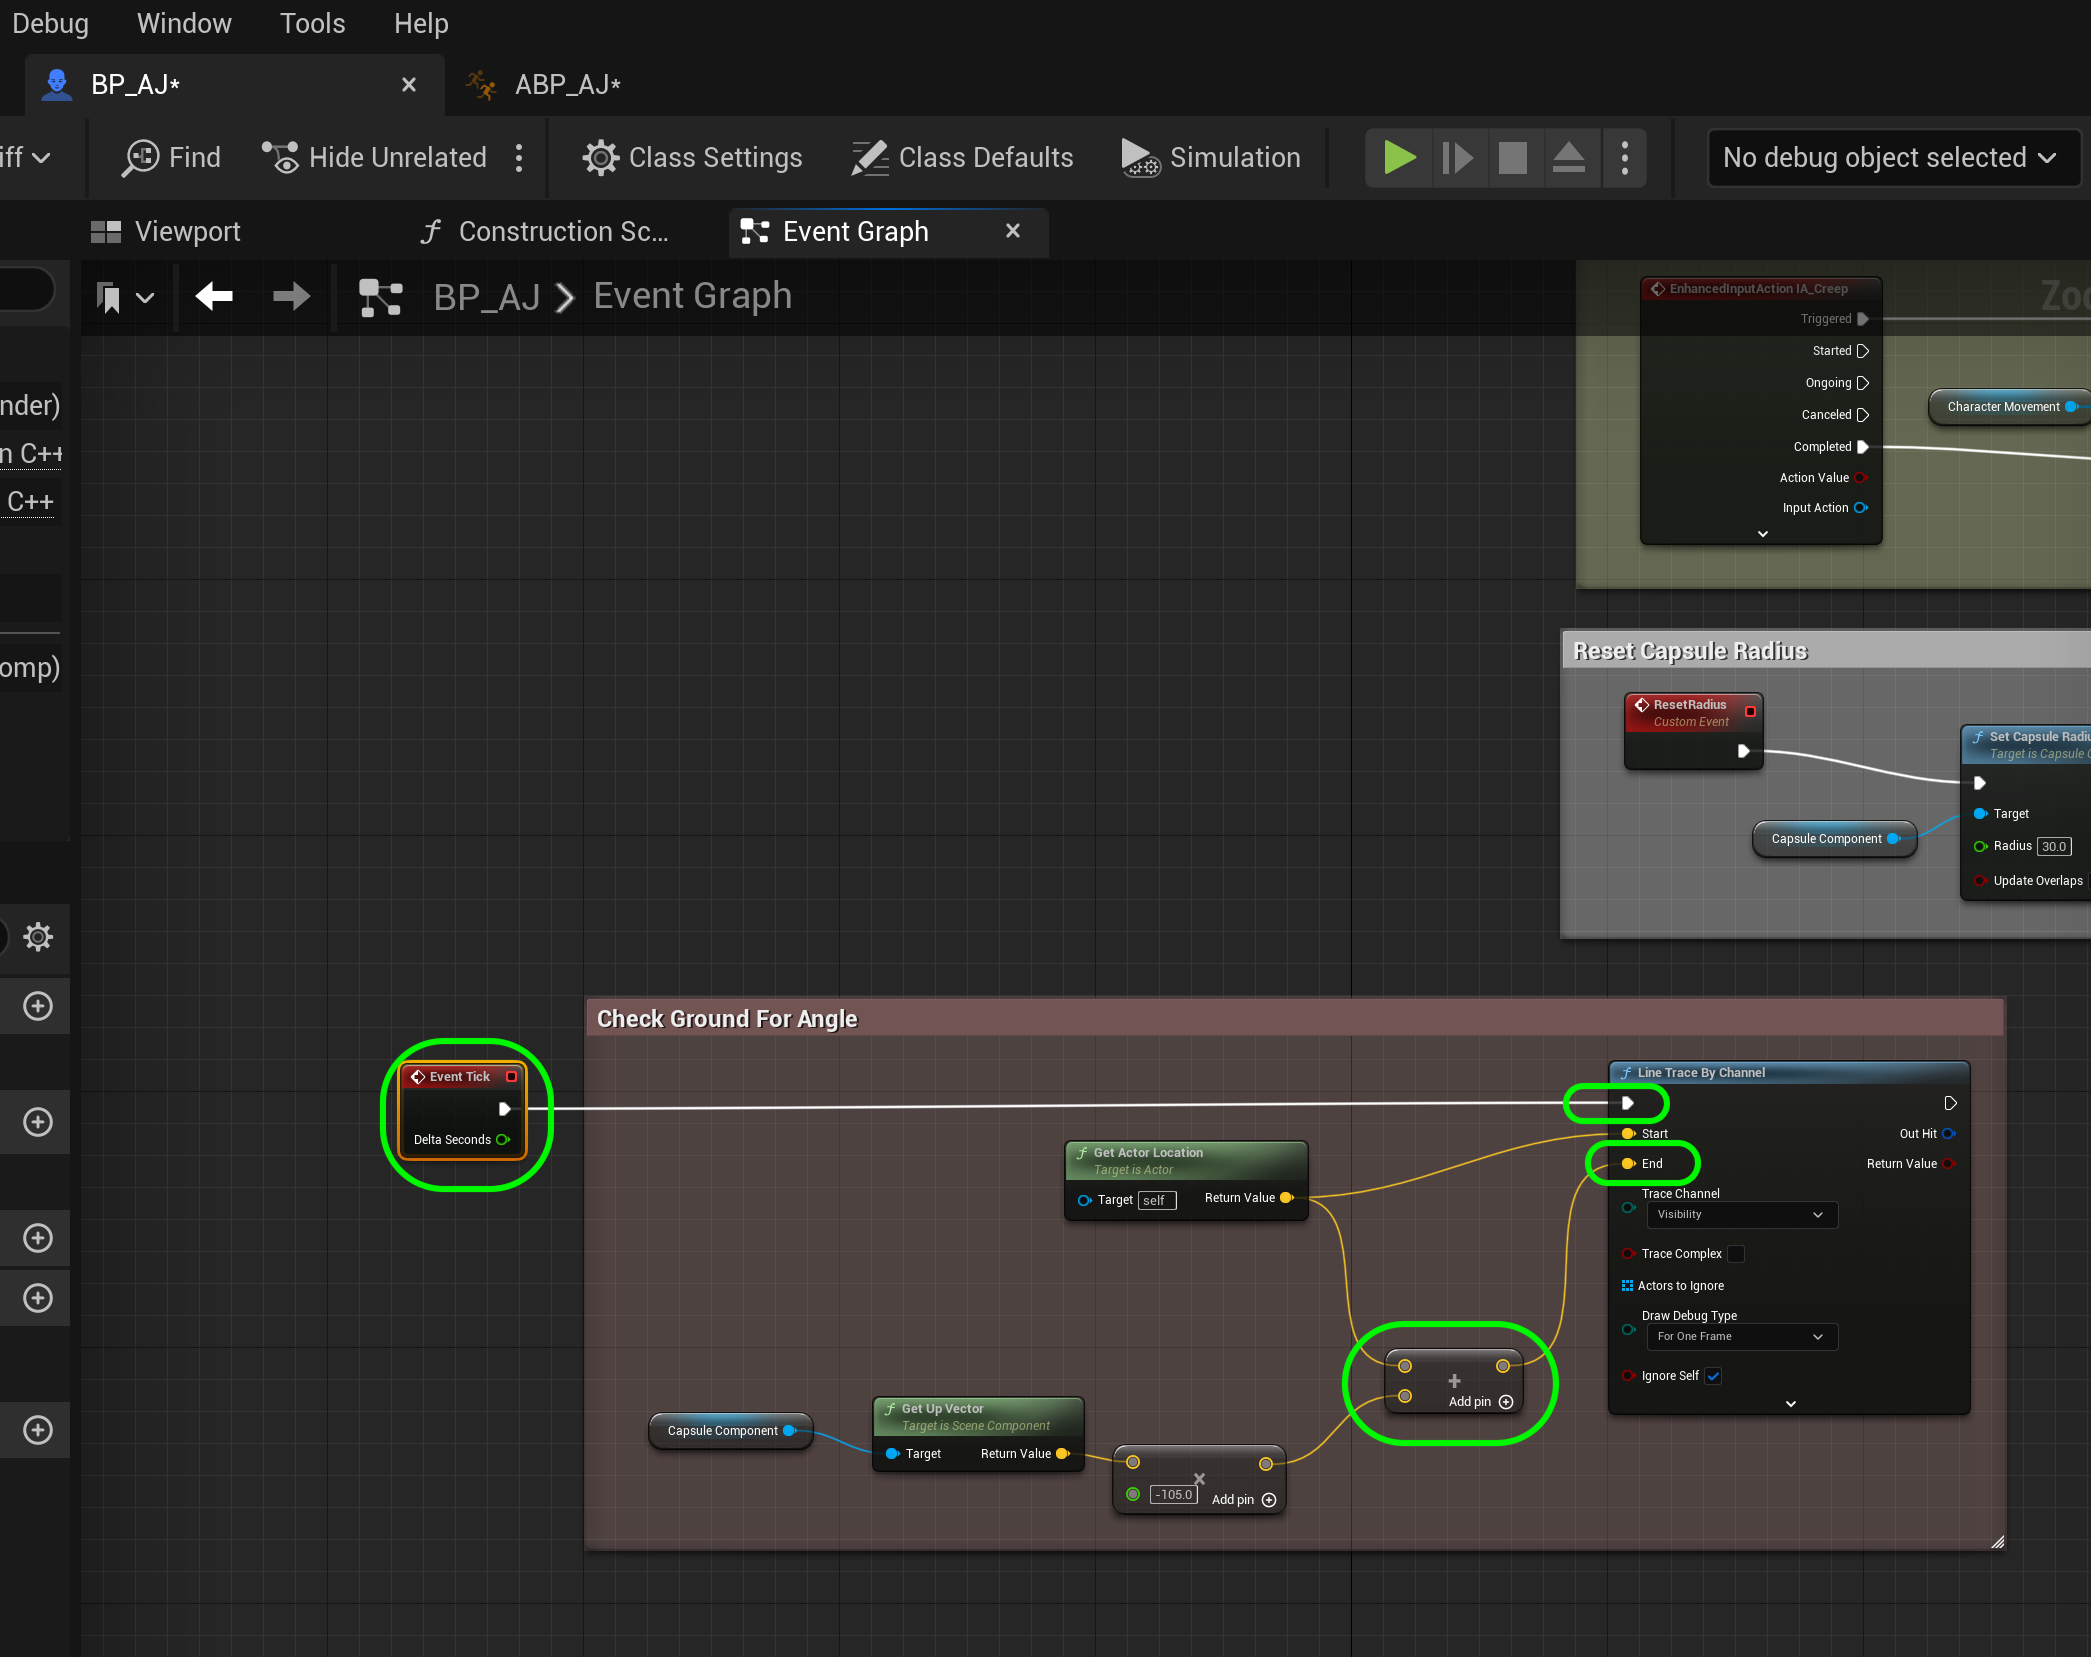 Debug Window Tools Help
BP_AJ* ABP_AJ*
iff Find Hide Unrelated Class Settings Class Defaults Simulation No debug object selected
Viewport Construction Sc... Event Graph
BP_AJ > Event Graph
Zoo
nder)
n C++
C++
omp)
EnhancedInputAction IA_Creep
Triggered
Started
Ongoing
Canceled
Completed
Action Value
Input Action
Character Movement
Reset Capsule Radius
ResetRadius
Custom Event
Set Capsule Radiu
Target is Capsule C
Target
Radius 30.0
Update Overlaps
Capsule Component
Check Ground For Angle
Event Tick
Delta Seconds
Get Actor Location
Target is Actor
Target self Return Value
Capsule Component
Get Up Vector
Target is Scene Component
Target Return Value
×
-105.0 Add pin
+
Add pin
Line Trace By Channel
Start Out Hit
End Return Value
Trace Channel
Visibility
Trace Complex
Actors to Ignore
Draw Debug Type
For One Frame
Ignore Self